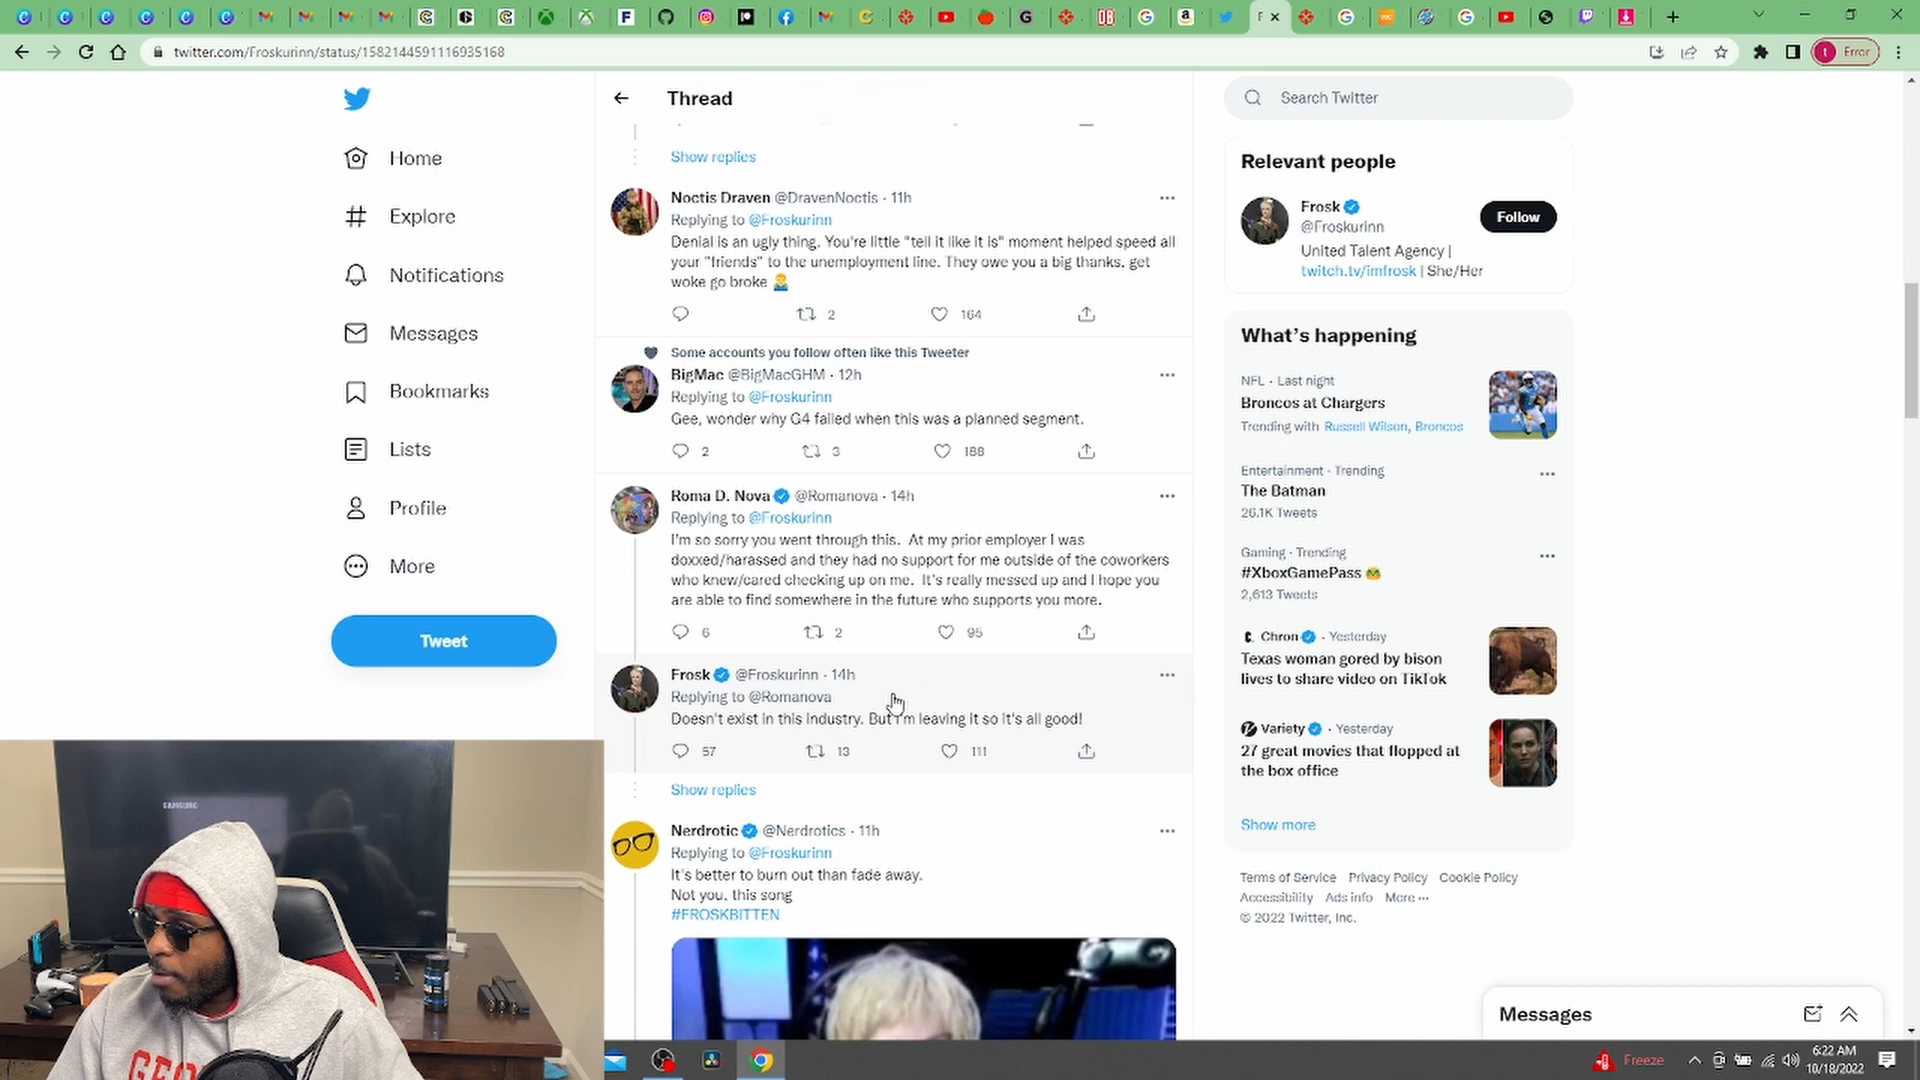 twitter.com/Froskurinn/status/1582144591116935168
Error
Home
Explore
Notifications
Messages
Bookmarks
Lists
Profile
More
Tweet
Thread
Show replies
Noctis Draven @DravenNoctis · 11h
Replying to @Froskurinn
Denial is an ugly thing. You're little "tell it like it is" moment helped speed all
your "friends" to the unemployment line. They owe you a big thanks. get
woke go broke
2
164
Some accounts you follow often like this Tweeter
BigMac @BigMacGHM · 12h
Replying to @Froskurinn
Gee, wonder why G4 failed when this was a planned segment.
2
3
188
Roma D. Nova @Romanova · 14h
Replying to @Froskurinn
I'm so sorry you went through this. At my prior employer I was
doxxed/harassed and they had no support for me outside of the coworkers
who knew/cared checking up on me. It's really messed up and I hope you
are able to find somewhere in the future who supports you more.
6
2
95
Frosk @Froskurinn · 14h
Replying to @Romanova
Doesn't exist in this industry. But I'm leaving it so it's all good!
57
13
111
Show replies
Nerdrotic @Nerdrotics · 11h
Replying to @Froskurinn
It's better to burn out than fade away.
Not you, this song
#FROSKBITTEN
Search Twitter
Relevant people
Frosk
@Froskurinn
Follow
United Talent Agency |
twitch.tv/imfrosk | She/Her
What's happening
NFL · Last night
Broncos at Chargers
Trending with Russell Wilson, Broncos
Entertainment · Trending
The Batman
26.1K Tweets
Gaming · Trending
#XboxGamePass
2,613 Tweets
Chron · Yesterday
Texas woman gored by bison
lives to share video on TikTok
Variety · Yesterday
27 great movies that flopped at
the box office
Show more
Terms of Service Privacy Policy Cookie Policy
Accessibility Ads info More ···
© 2022 Twitter, Inc.
Messages
SAMSUNG
Freeze
6:22 AM
10/18/2022